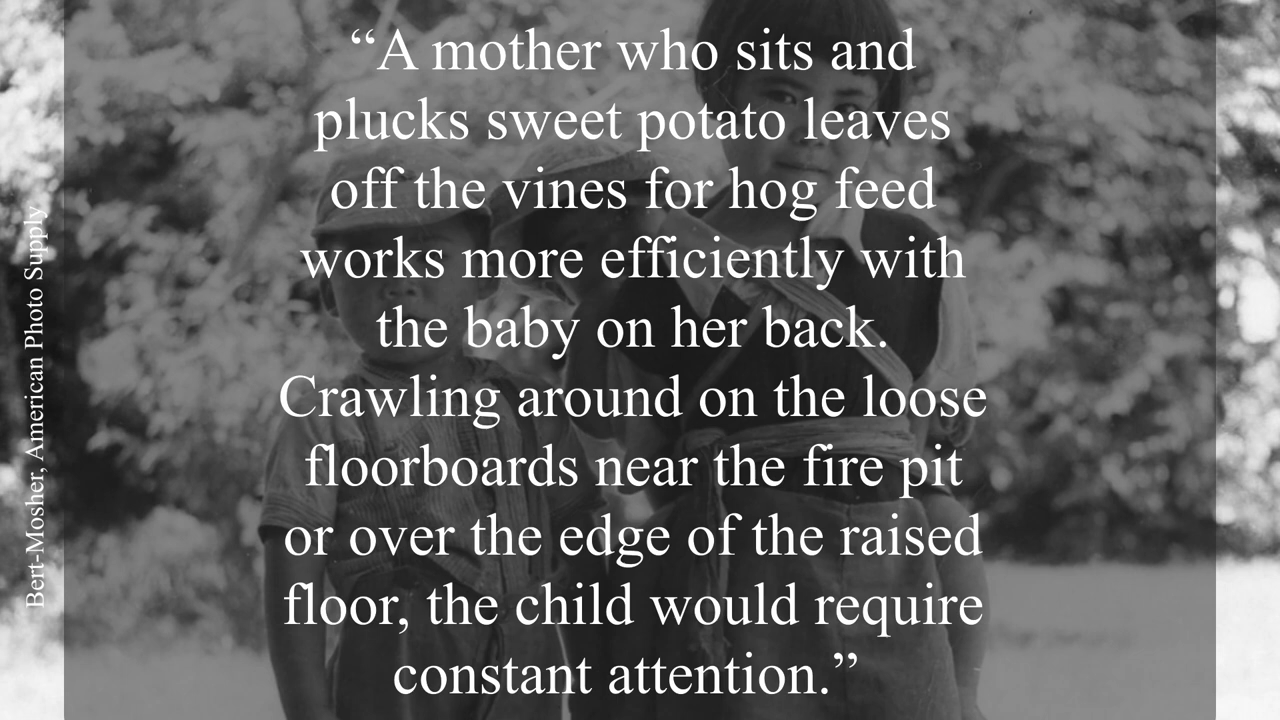 “A mother who sits and
plucks sweet potato leaves
off the vines for hog feed
works more efficiently with
the baby on her back.
Crawling around on the loose
floorboards near the fire pit
or over the edge of the raised
floor, the child would require
constant attention.”
Bert-Mosher, American Photo Supply